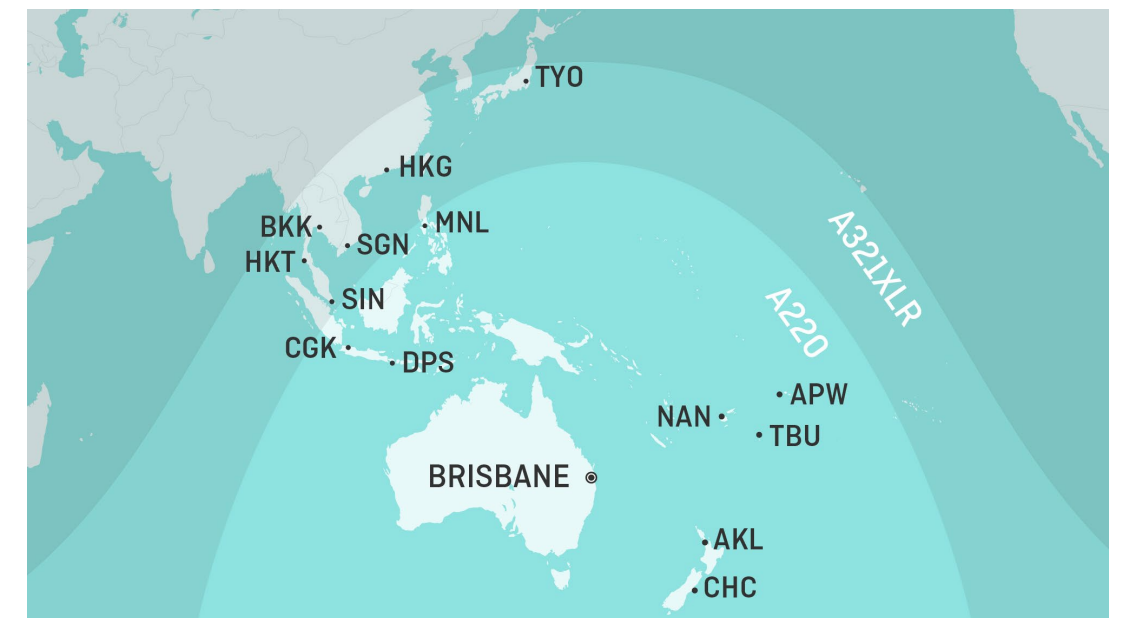 TYO
HKG
BKK
MNL
SGN
HKT
SIN
CGK
DPS
A321XLR
A220
APW
NAN
TBU
BRISBANE
AKL
CHC